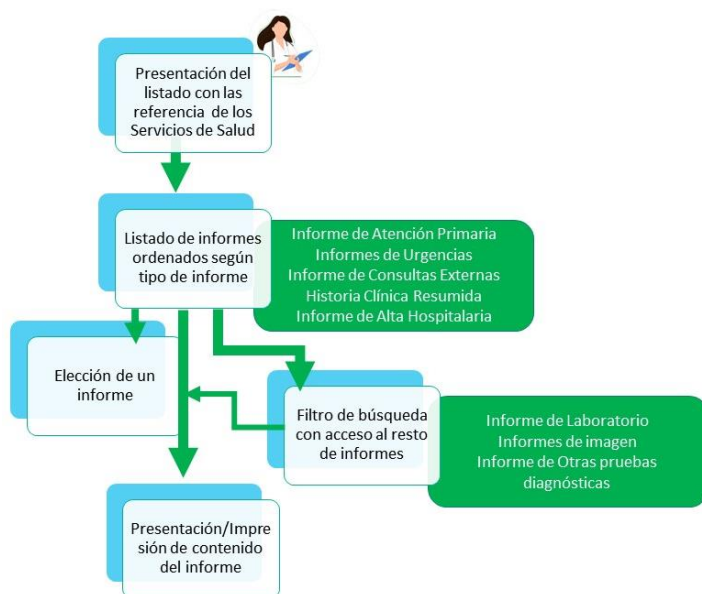 Presentación del
listado con las
referencia de los
Servicios de Salud
Listado de informes
ordenados según
tipo de informe
Informe de Atención Primaria
Informes de Urgencias
Informe de Consultas Externas
Historia Clínica Resumida
Informe de Alta Hospitalaria
Elección de un
informe
Filtro de búsqueda
con acceso al resto
de informes
Informe de Laboratorio
Informes de imagen
Informe de Otras pruebas
diagnósticas
Presentación/Impre
sión de contenido
del informe